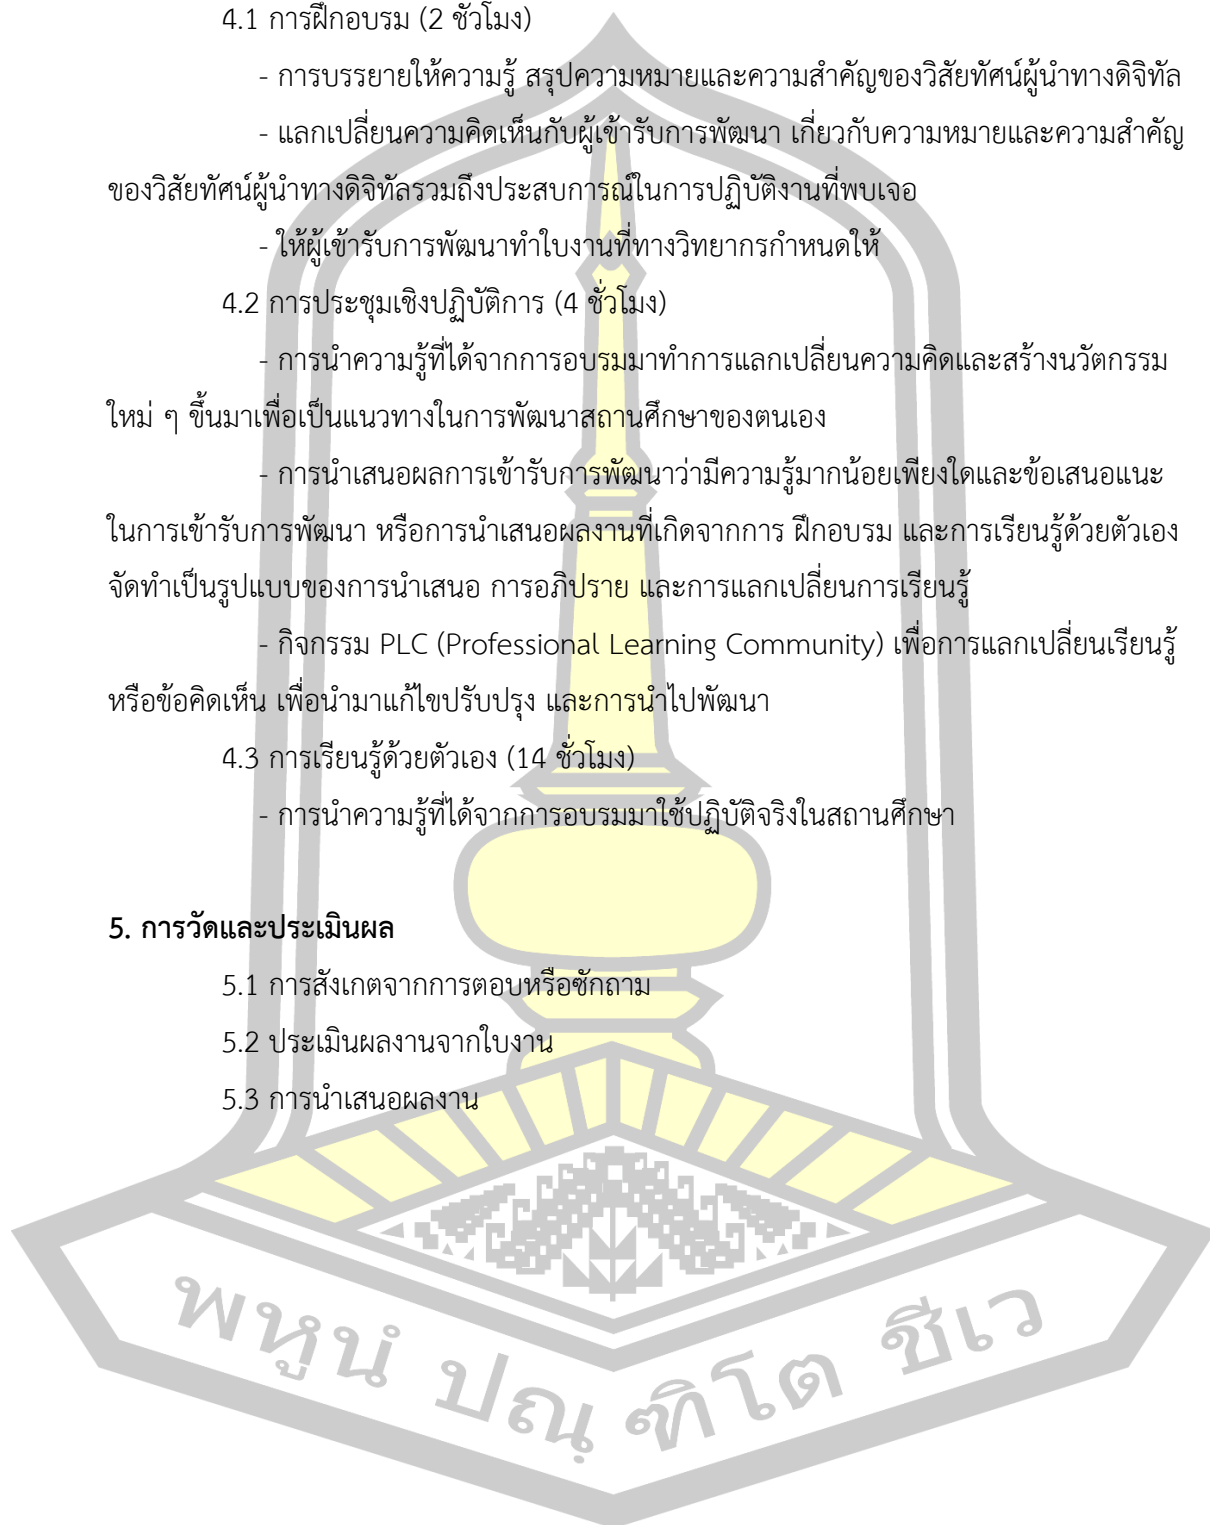 4.1 การฝึกอบรม (2 ชั่วโมง)
- การบรรยายให้ความรู้ สรุปความหมายและความสำคัญของวิสัยทัศน์ผู้นำทางดิจิทัล
- แลกเปลี่ยนความคิดเห็นกับผู้เข้ารับการพัฒนา เกี่ยวกับความหมายและความสำคัญ
ของวิสัยทัศน์ผู้นำทางดิจิทัลรวมถึงประสบการณ์ในการปฏิบัติงานที่พบเจอ
- ให้ผู้เข้ารับการพัฒนาทำใบงานที่ทางวิทยากรกำหนดให้
4.2 การประชุมเชิงปฏิบัติการ (4 ชั่วโมง)
- การนำความรู้ที่ได้จากการอบรมมาทำการแลกเปลี่ยนความคิดและสร้างนวัตกรรม
ใหม่ ๆ ขึ้นมาเพื่อเป็นแนวทางในการพัฒนาสถานศึกษาของตนเอง
- การนำเสนอผลการเข้ารับการพัฒนาว่ามีความรู้มากน้อยเพียงใดและข้อเสนอแนะ
ในการเข้ารับการพัฒนา หรือการนำเสนอผลงานที่เกิดจากการ ฝึกอบรม และการเรียนรู้ด้วยตัวเอง
จัดทำเป็นรูปแบบของการนำเสนอ การอภิปราย และการแลกเปลี่ยนการเรียนรู้
- กิจกรรม PLC (Professional Learning Community) เพื่อการแลกเปลี่ยนเรียนรู้
หรือข้อคิดเห็น เพื่อนำมาแก้ไขปรับปรุง และการนำไปพัฒนา
4.3 การเรียนรู้ด้วยตัวเอง (14 ชั่วโมง)
- การนำความรู้ที่ได้จากการอบรมมาใช้ปฏิบัติจริงในสถานศึกษา
5. การวัดและประเมินผล
5.1 การสังเกตจากการตอบหรือซักถาม
5.2 ประเมินผลงานจากใบงาน
5.3 การนำเสนอผลงาน
พหูนํ ปณฺฑิโต ชีเว